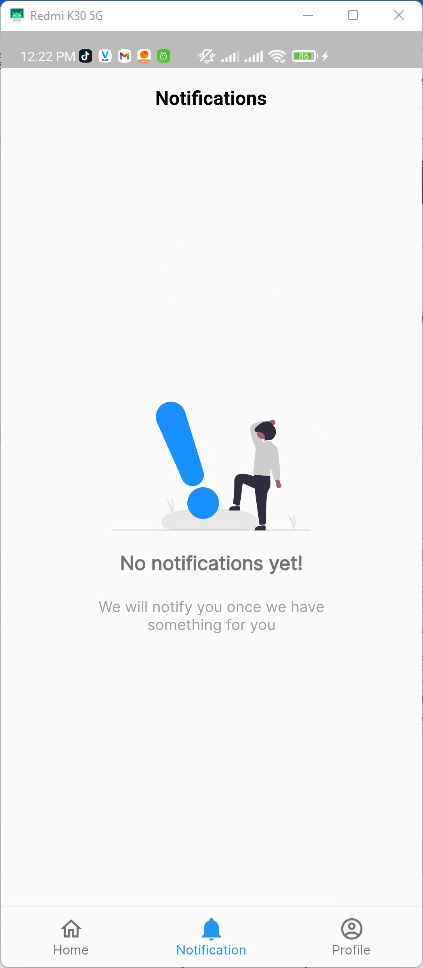 Redmi K30 5G
12:22 PM
86
Notifications
No notifications yet!
We will notify you once we have
something for you
Home
Notification
Profile